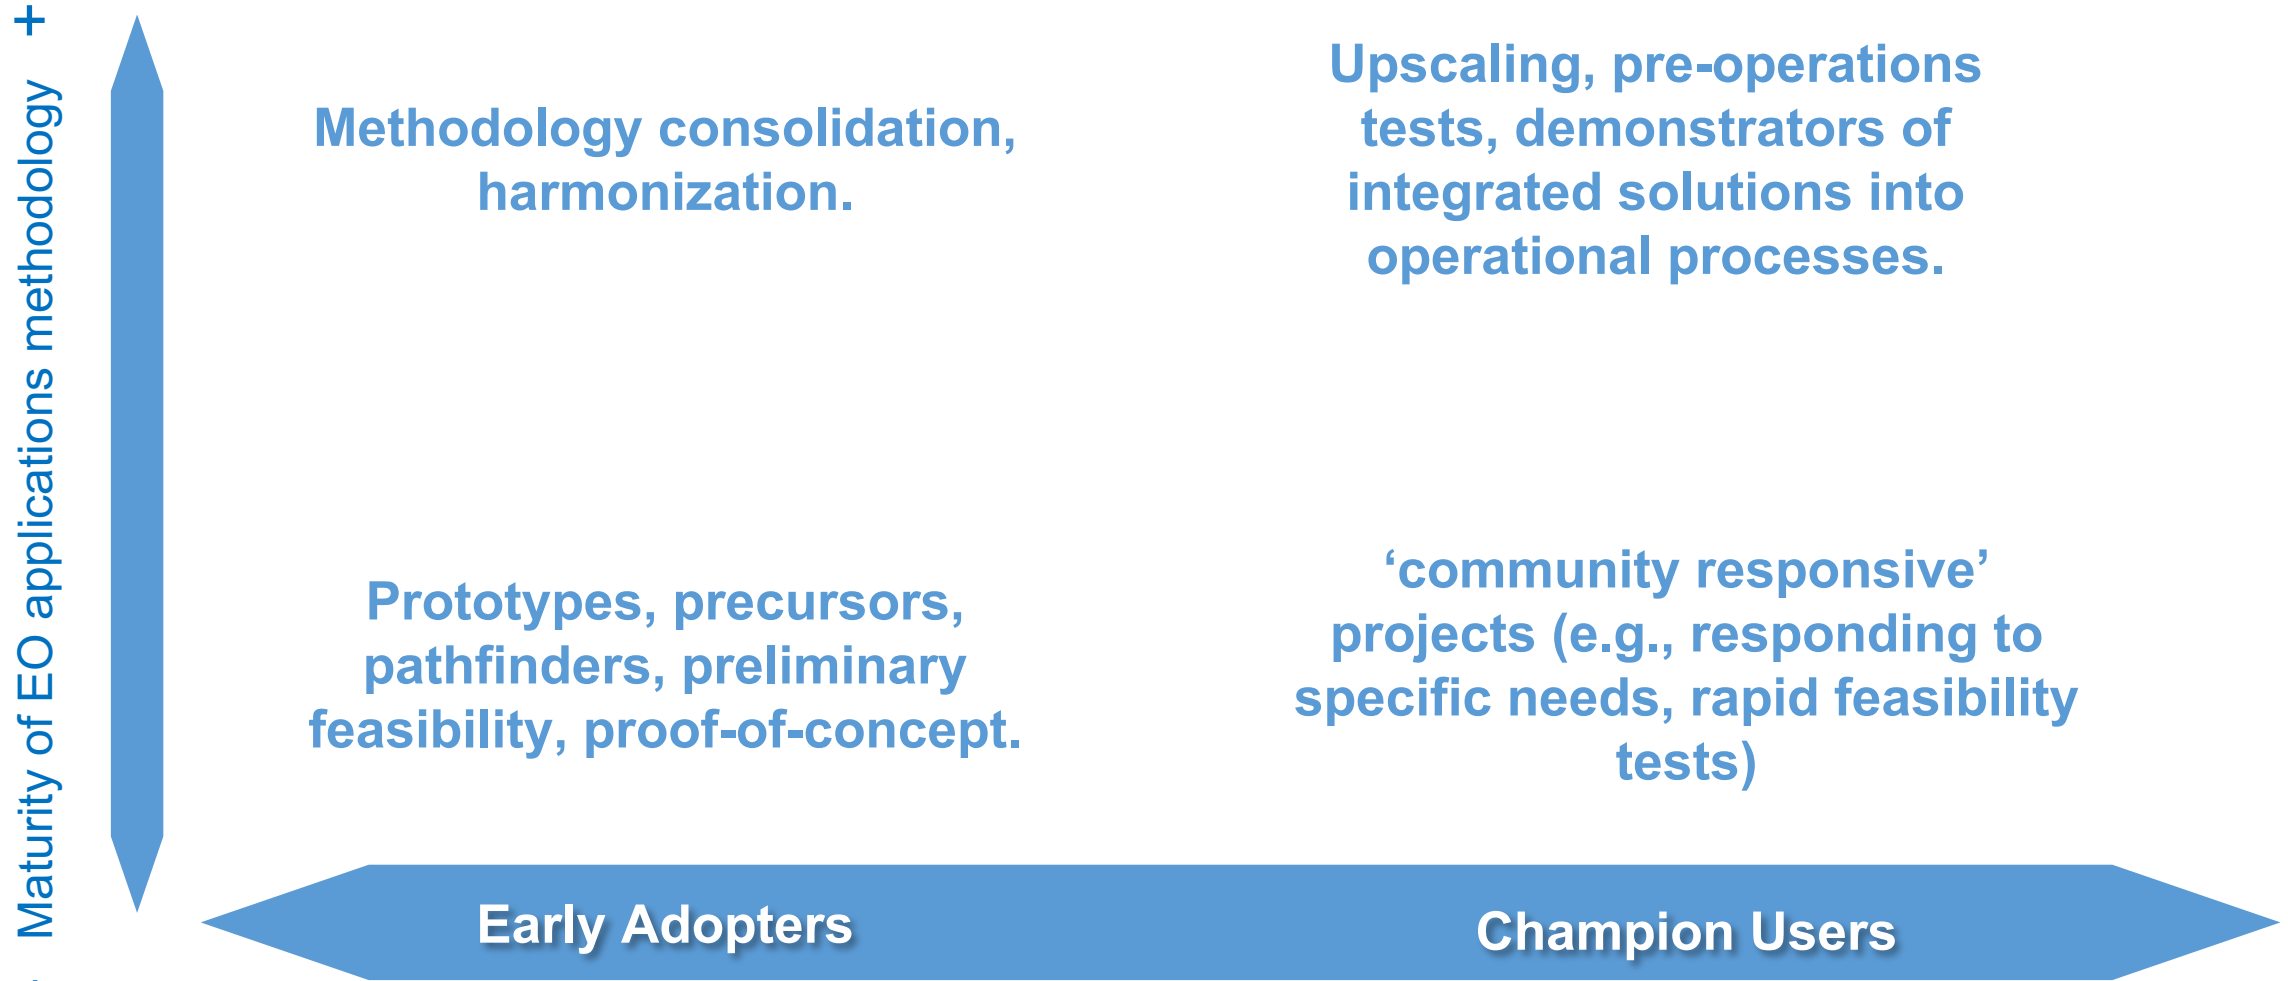 Maturity of EO applications methodology +
Methodology consolidation,
harmonization.
Upscaling, pre-operations
tests, demonstrators of
integrated solutions into
operational processes.
Prototypes, precursors,
pathfinders, preliminary
feasibility, proof-of-concept.
‘community responsive’
projects (e.g., responding to
specific needs, rapid feasibility
tests)
Early Adopters
Champion Users